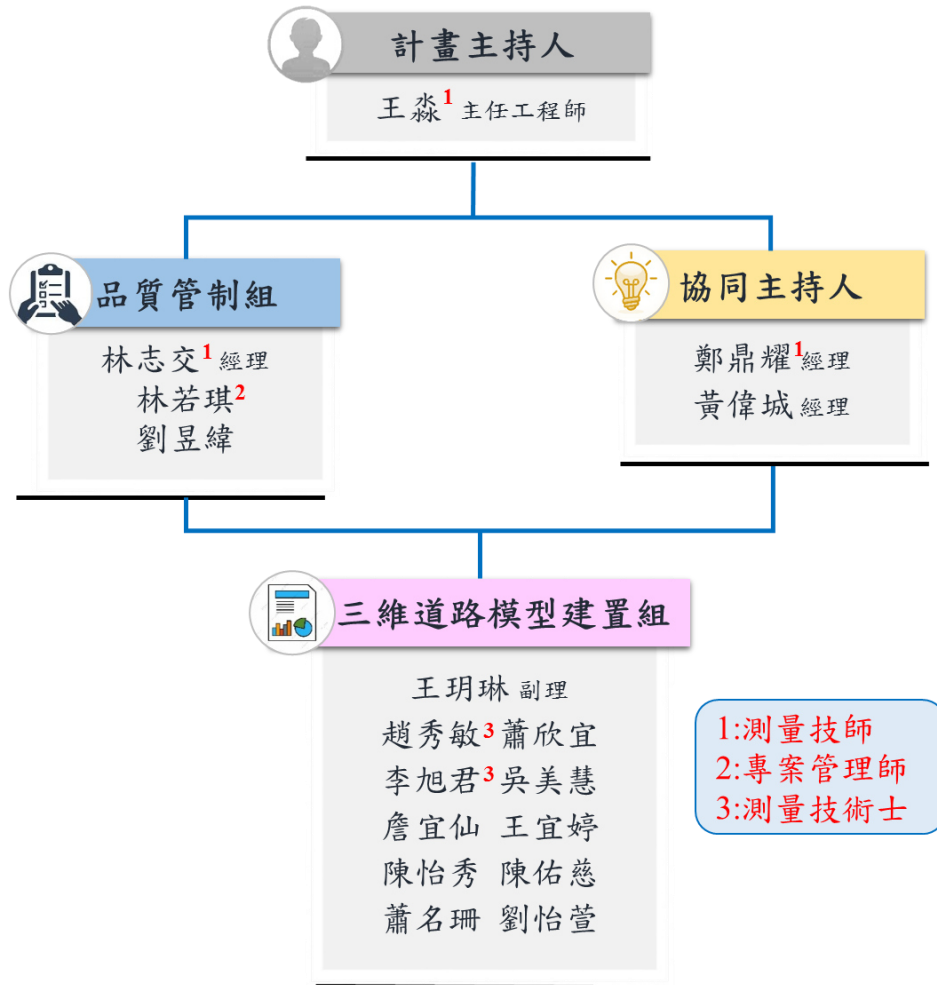 計畫主持人
王淼1 主任工程師
品質管制組
林志交1 經理
林若琪2
劉昱緯
協同主持人
鄭鼎耀1經理
黃偉城 經理
三維道路模型建置組
王玥琳 副理
趙秀敏3 蕭欣宜
李旭君3 吳美慧
詹宜仙 王宜婷
陳怡秀 陳佑慈
蕭名珊 劉怡萱
1:測量技師
2:專案管理師
3:測量技術士